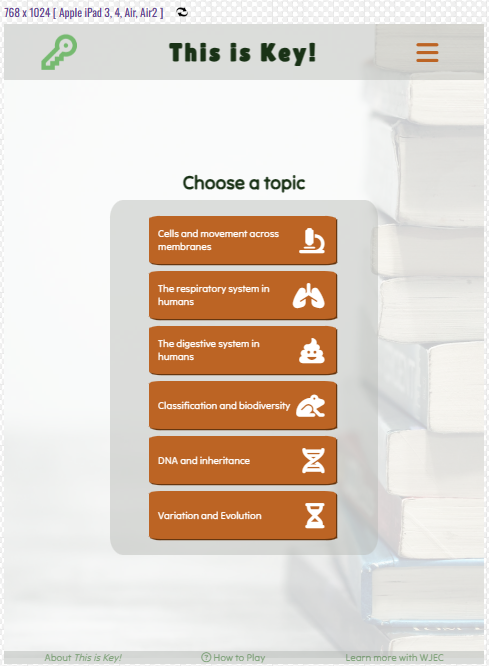 768 x 1024 [ Apple iPad 3, 4, Air, Air2 ]
This is Key!
Choose a topic
Cells and movement across
membranes
The respiratory system in
humans
The digestive system in
humans
Classification and biodiversity
DNA and inheritance
Variation and Evolution
About This is Key!
? How to Play
Learn more with WJEC